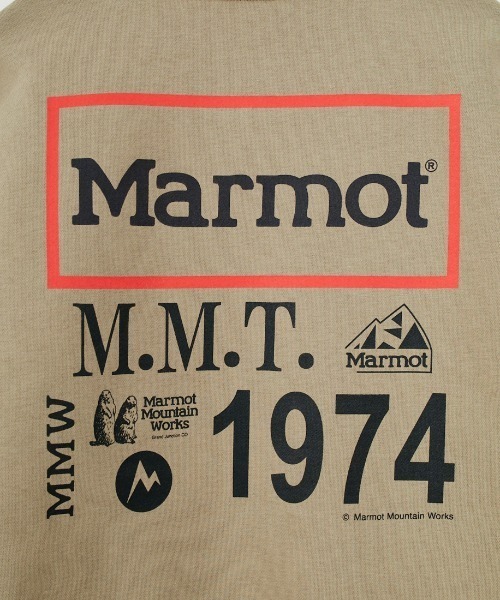 Marmot®
M.M.T.
Marmot
MMW
Marmot
Mountain
Works
Grand Junction CO
1974
© Marmot Mountain Works